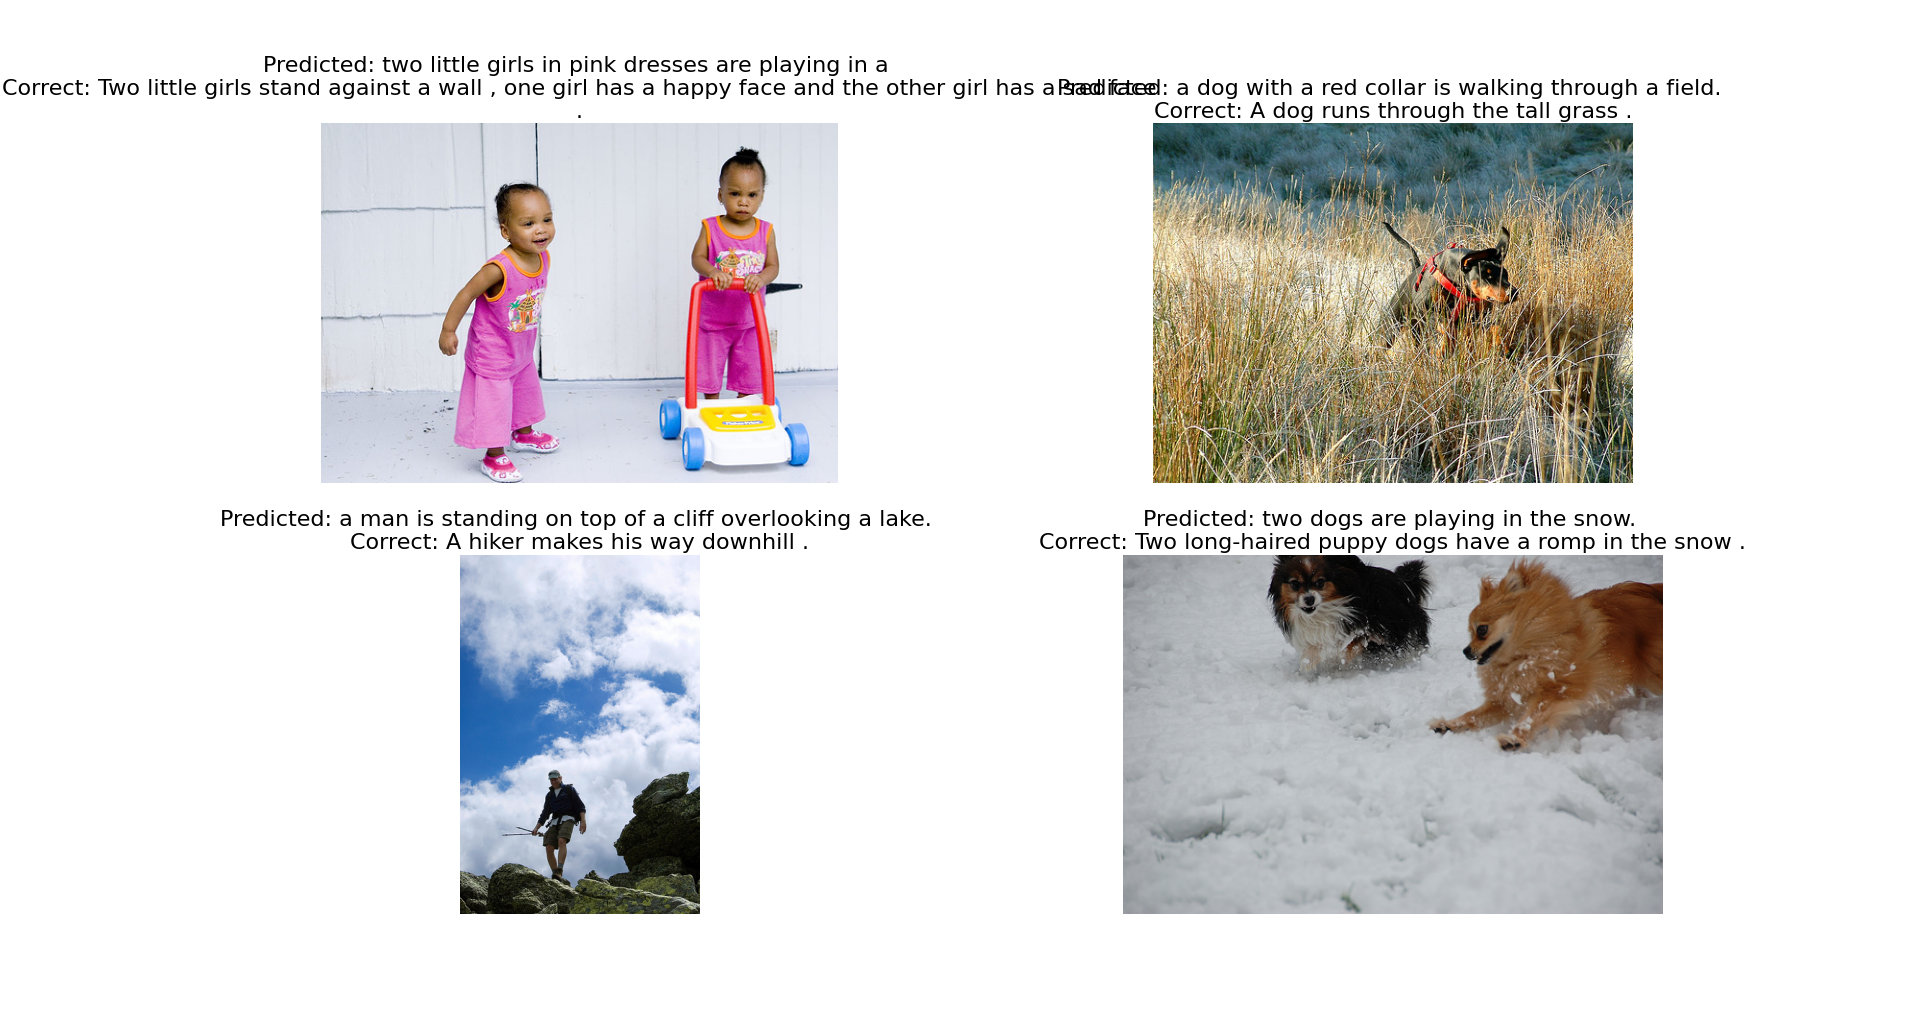 Predicted: two little girls in pink dresses are playing in a
Correct: Two little girls stand against a wall , one girl has a happy face and the other girl has a sad face
.
Predicted: a dog with a red collar is walking through a field.
Correct: A dog runs through the tall grass .
Predicted: a man is standing on top of a cliff overlooking a lake.
Correct: A hiker makes his way downhill .
Predicted: two dogs are playing in the snow.
Correct: Two long-haired puppy dogs have a romp in the snow .